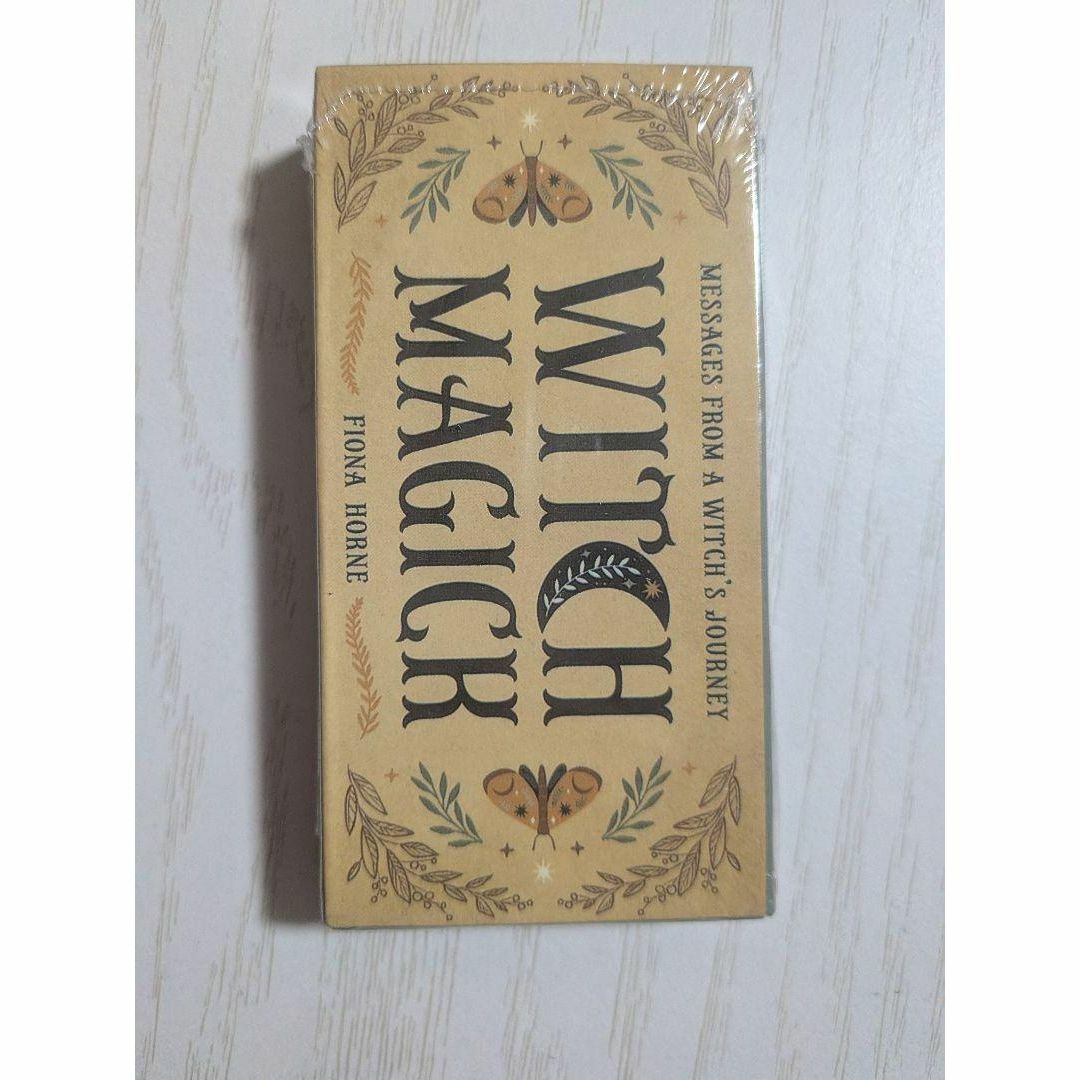 MESSAGES FROM A WITCH'S JOURNEY
WITCH
MAGICK
FIONA HORNE